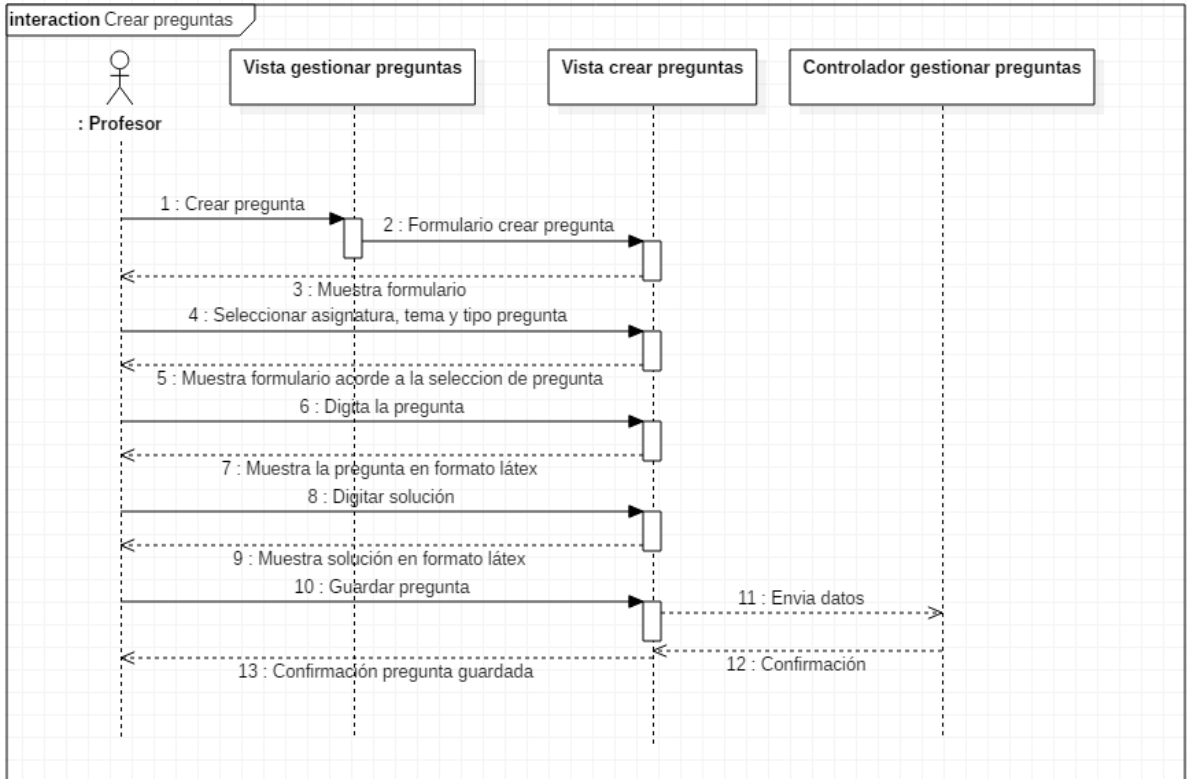 interaction Crear preguntas
Vista gestionar preguntas
Vista crear preguntas
Controlador gestionar preguntas
: Profesor
1 : Crear pregunta
2 : Formulario crear pregunta
3 : Muestra formulario
4 : Seleccionar asignatura, tema y tipo pregunta
5 : Muestra formulario acorde a la seleccion de pregunta
6 : Digita la pregunta
7 : Muestra la pregunta en formato látex
8 : Digitar solución
9 : Muestra solución en formato látex
10 : Guardar pregunta
11 : Envia datos
12 : Confirmación
13 : Confirmación pregunta guardada